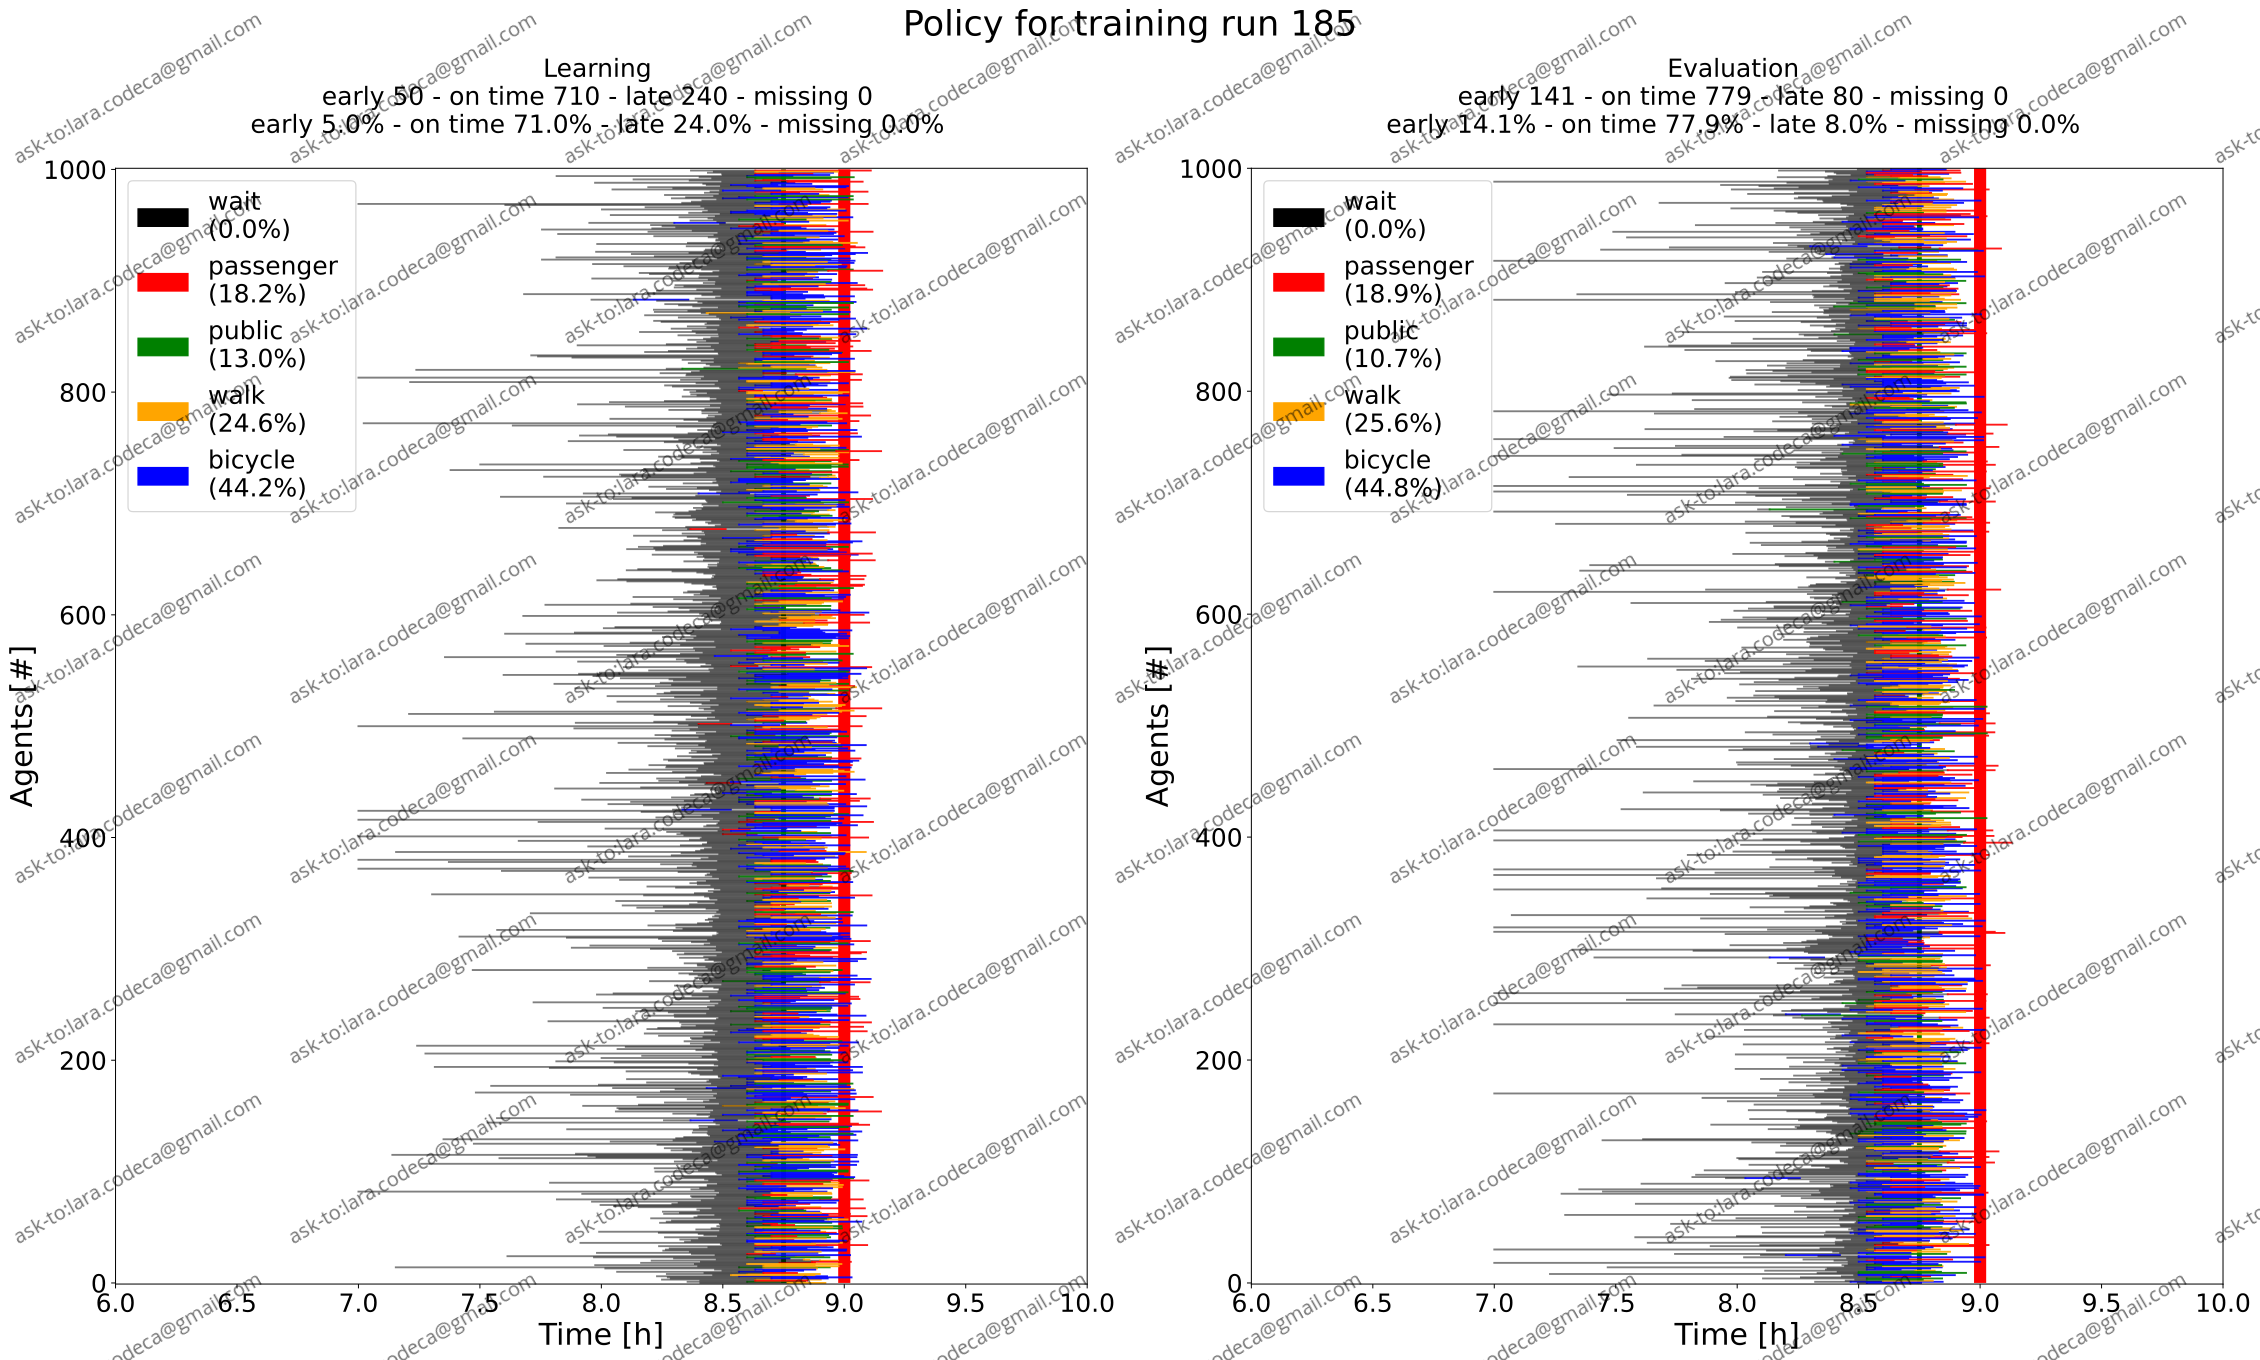 Policy for training run 185
Learning
early 50 - on time 710 - late 240 - missing 0
early 5.0% - on time 71.0% - late 24.0% - missing 0.0%
1000
800
600
400
200
0
Agents [#]
wait
(0.0%)
passenger
(18.2%)
public
(13.0%)
walk
(24.6%)
bicycle
(44.2%)
6.0 6.5 7.0 7.5 8.0 8.5 9.0 9.5 10.0
Time [h]
Evaluation
early 141 - on time 779 - late 80 - missing 0
early 14.1% - on time 77.9% - late 8.0% - missing 0.0%
1000
800
600
400
200
0
Agents [#]
wait
(0.0%)
passenger
(18.9%)
public
(10.7%)
walk
(25.6%)
bicycle
(44.8%)
6.0 6.5 7.0 7.5 8.0 8.5 9.0 9.5 10.0
Time [h]
ask-to:lara.codeca@gmail.com